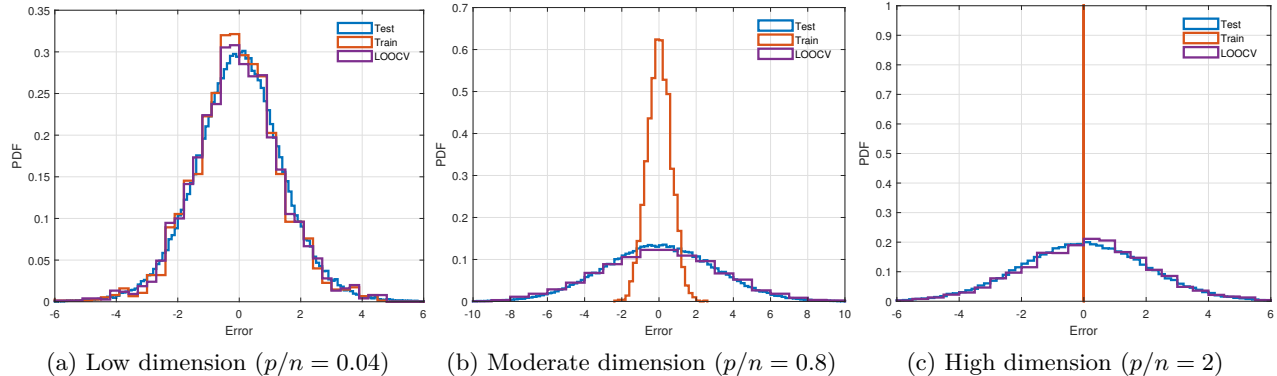 0.35
0.3
0.25
0.2
0.15
0.1
0.05
0
PDF
-6 -4 -2 0 2 4 6
Error
Test
Train
LOOCV
(a) Low dimension (p/n = 0.04)
0.7
0.6
0.5
0.4
0.3
0.2
0.1
0
PDF
-10 -8 -6 -4 -2 0 2 4 6 8 10
Error
Test
Train
LOOCV
(b) Moderate dimension (p/n = 0.8)
1
0.9
0.8
0.7
0.6
0.5
0.4
0.3
0.2
0.1
0
PDF
-6 -4 -2 0 2 4 6
Error
Test
Train
LOOCV
(c) High dimension (p/n = 2)